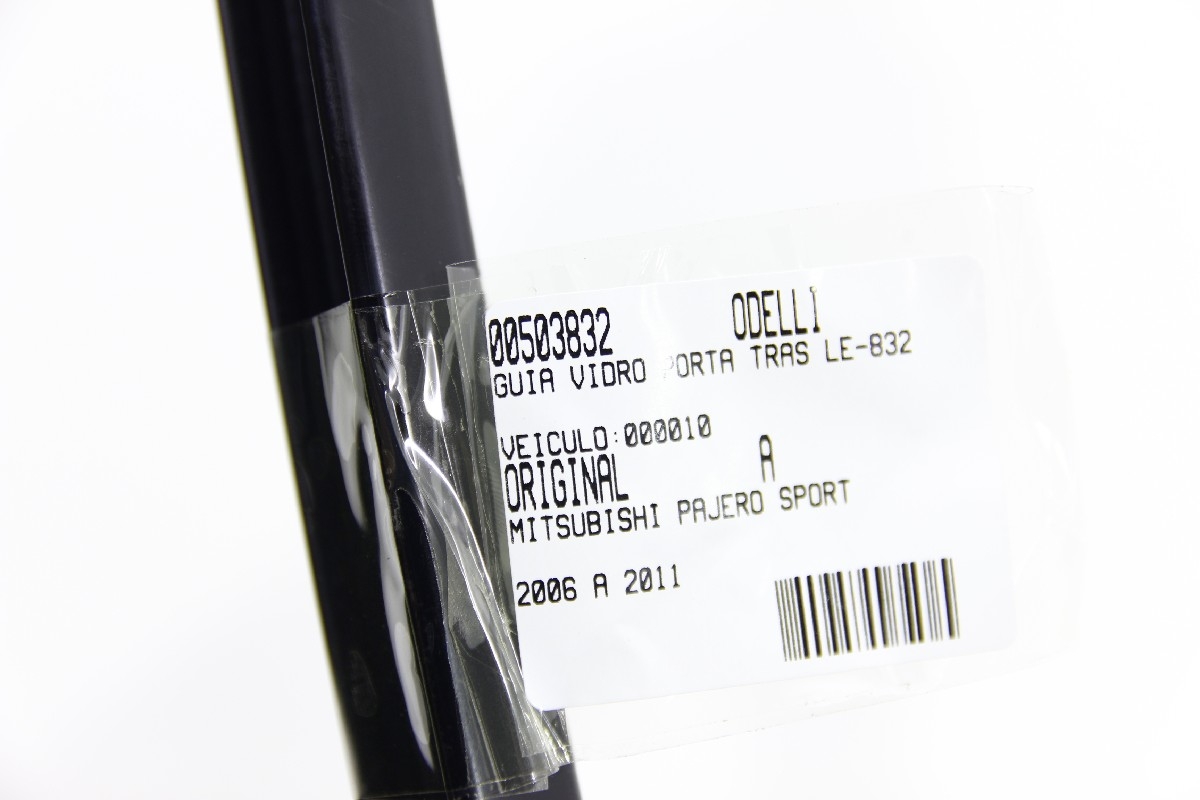 00503832 ODELLI
GUIA VIDRO PORTA TRAS LE-832
VEICULO:000010
ORIGINAL A
MITSUBISHI PAJERO SPORT
2006 A 2011